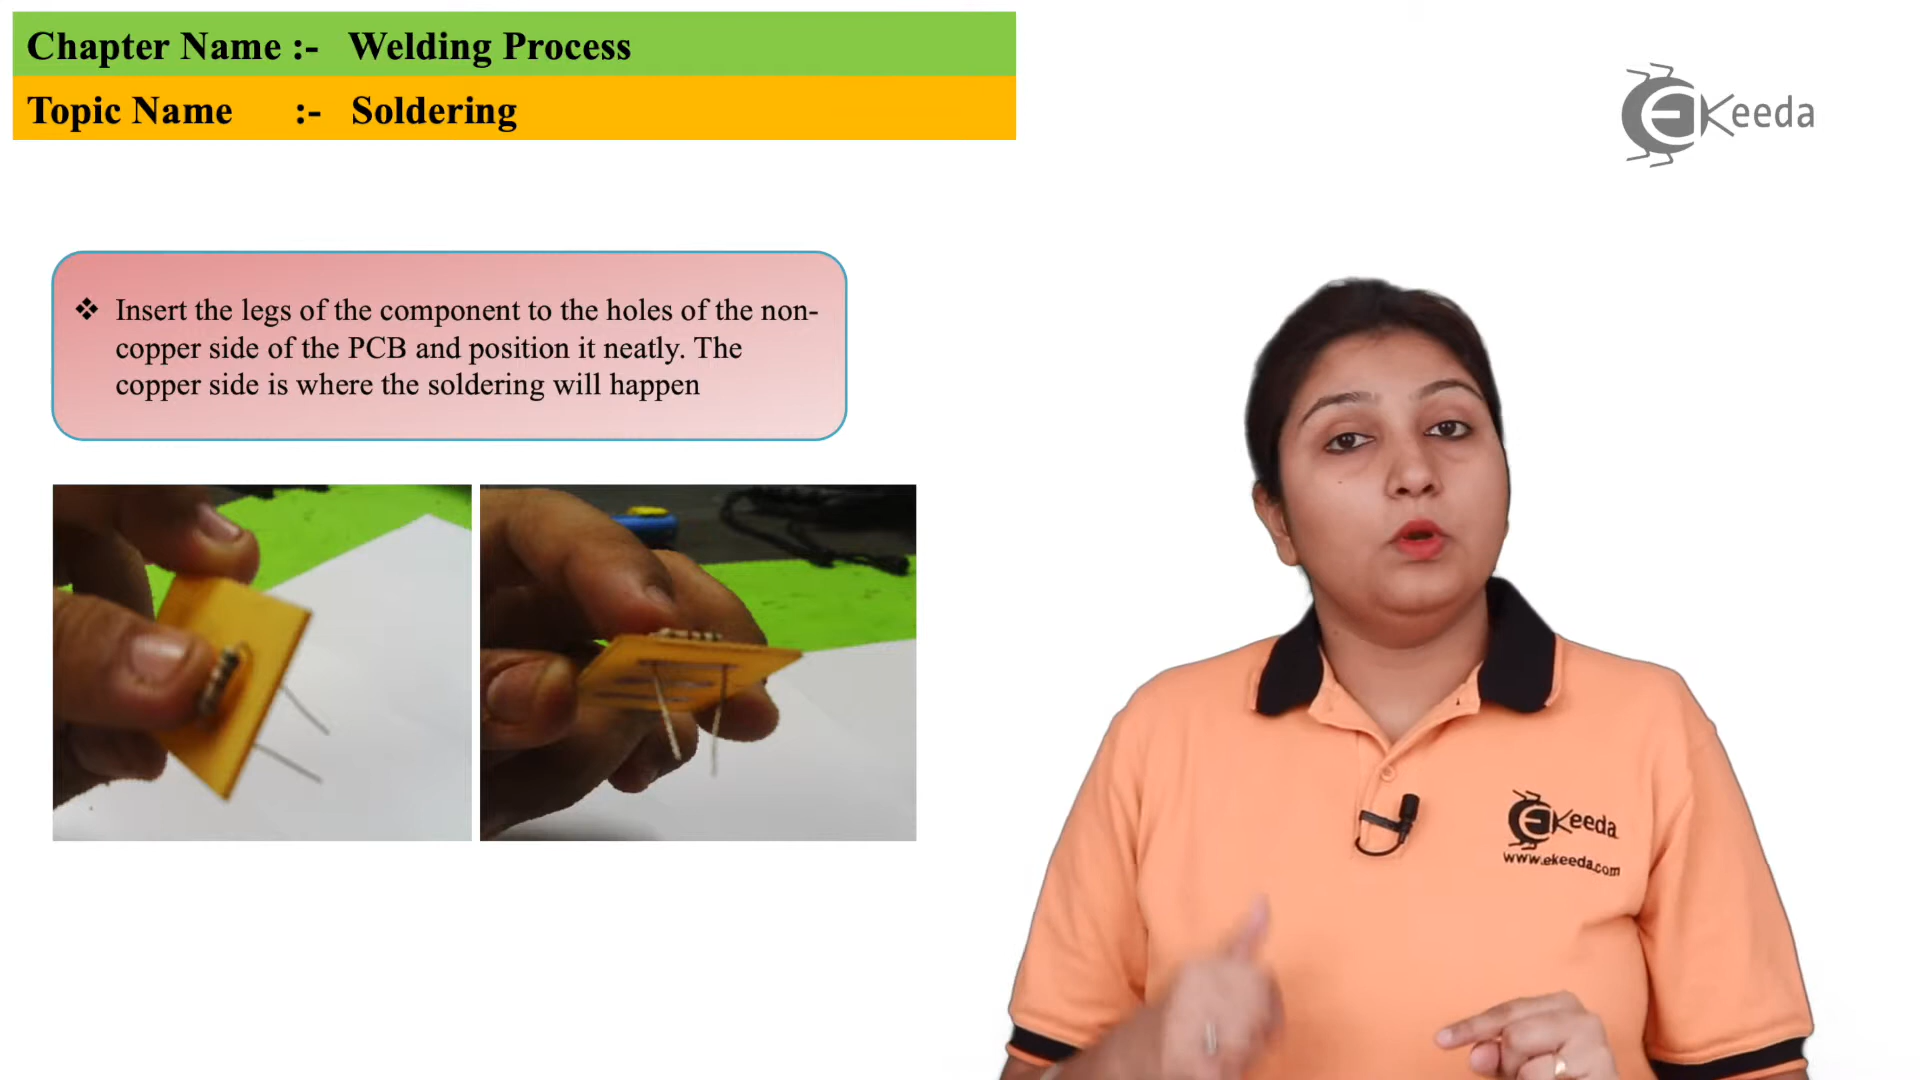 Chapter Name :- Welding Process
Topic Name :- Soldering
EKeeda
❖ Insert the legs of the component to the holes of the non-
copper side of the PCB and position it neatly. The
copper side is where the soldering will happen
EKeeda
www.ekeeda.com